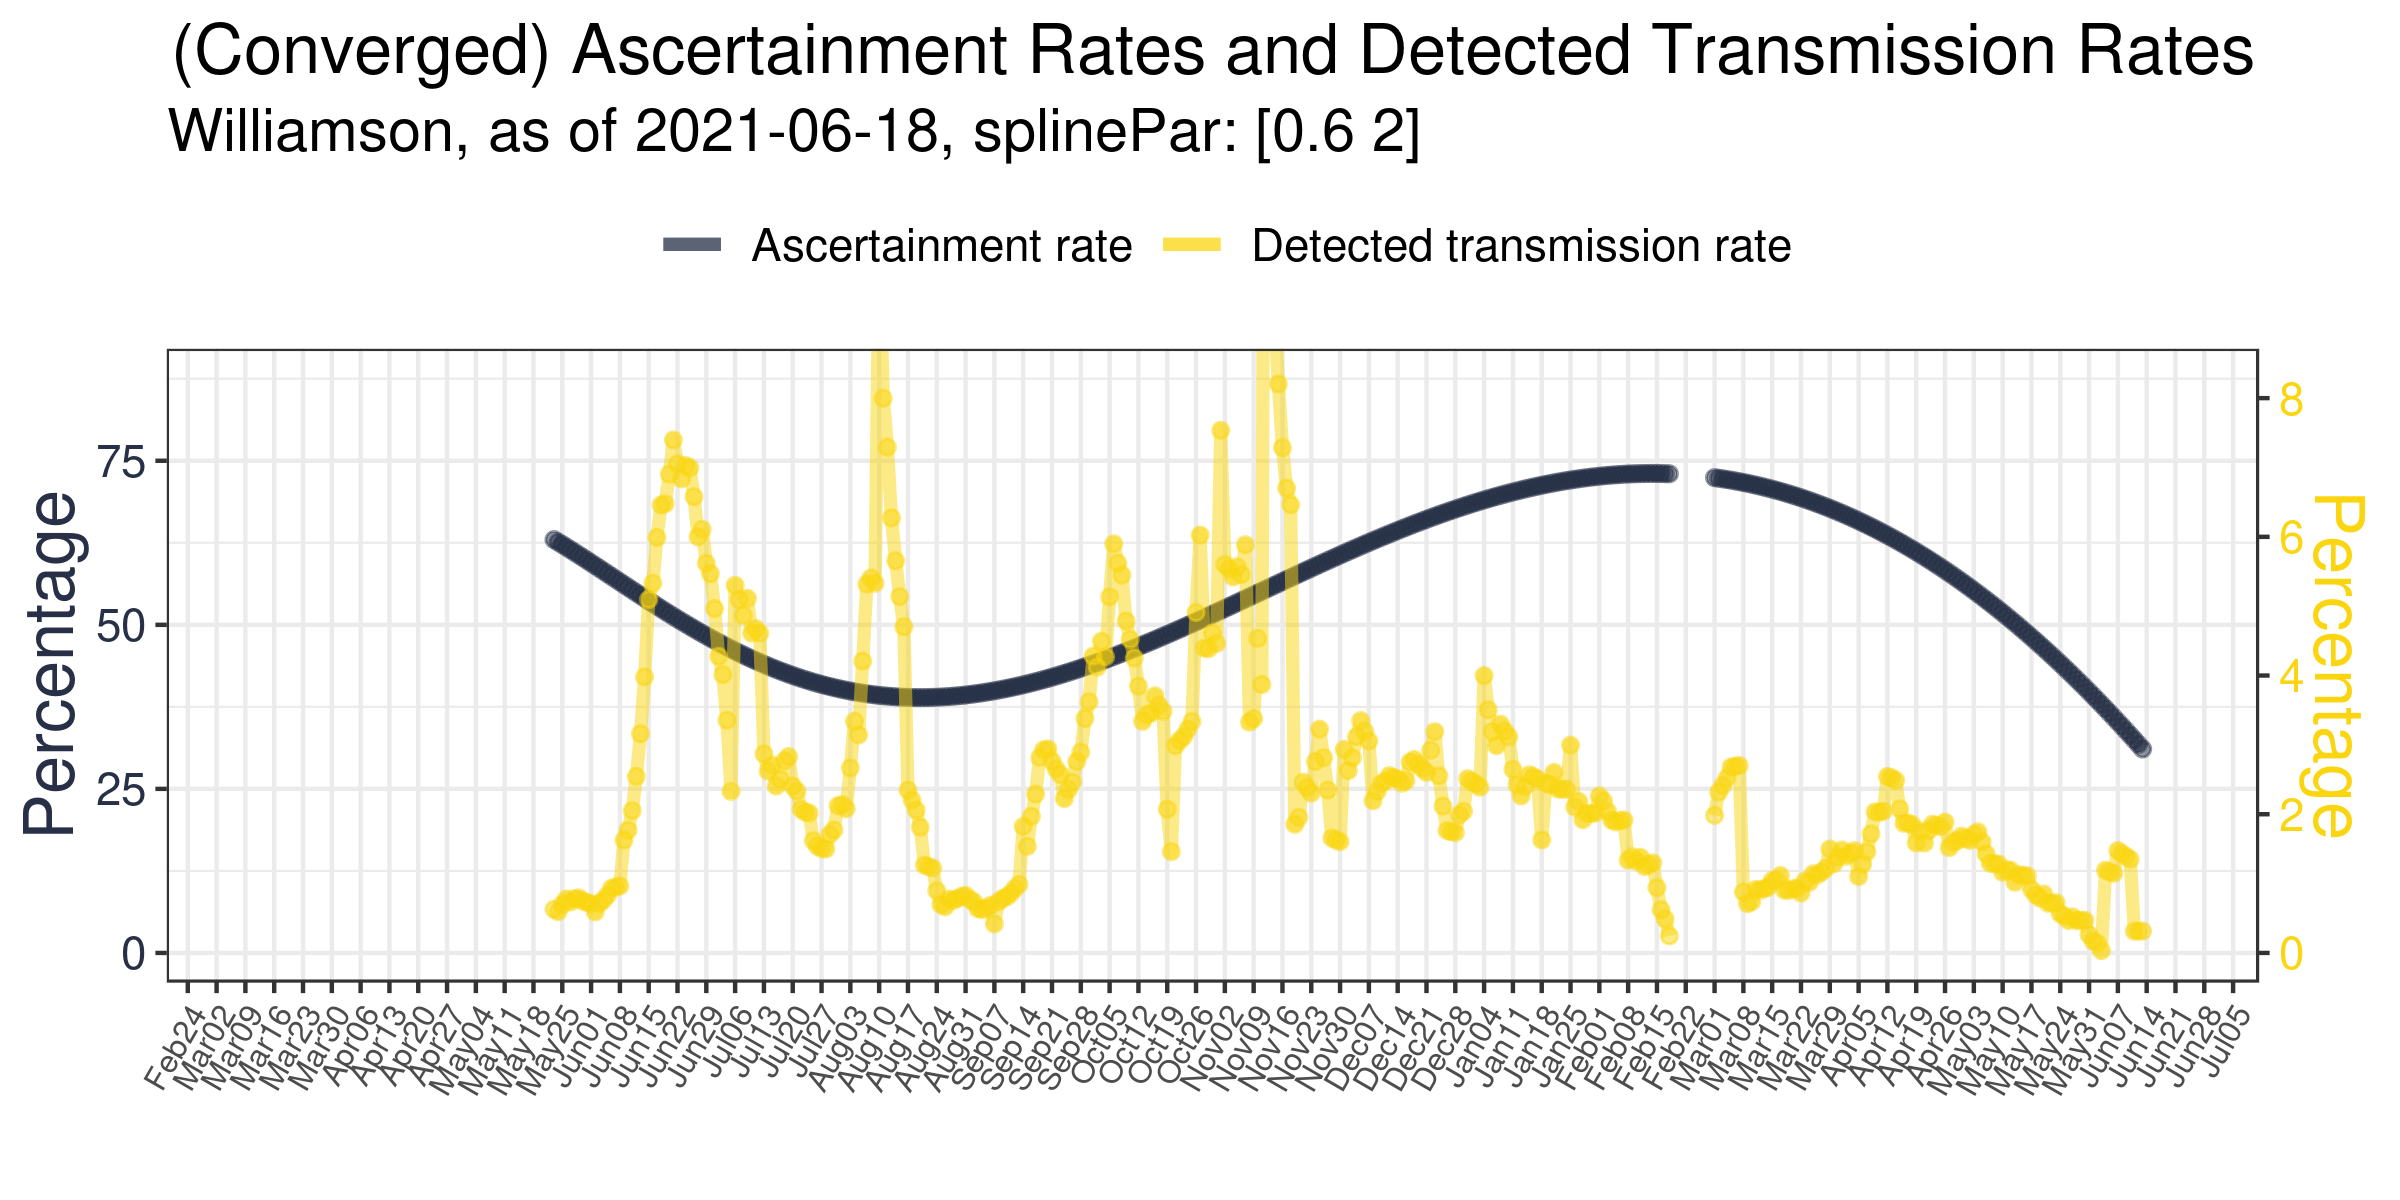 (Converged) Ascertainment Rates and Detected Transmission Rates
Williamson, as of 2021-06-18, splinePar: [0.6 2]
Ascertainment rate
Detected transmission rate
Percentage
75
50
25
0
8
6
4
2
0
Percentage
Feb24
Mar02
Mar09
Mar16
Mar23
Mar30
Apr06
Apr13
Apr20
Apr27
May04
May11
May18
May25
Jun01
Jun08
Jun15
Jun22
Jun29
Jul06
Jul13
Jul20
Jul27
Aug03
Aug10
Aug17
Aug24
Aug31
Sep07
Sep14
Sep21
Sep28
Oct05
Oct12
Oct19
Oct26
Nov02
Nov09
Nov16
Nov23
Nov30
Dec07
Dec14
Dec21
Dec28
Jan04
Jan11
Jan18
Jan25
Feb01
Feb08
Feb15
Feb22
Mar01
Mar08
Mar15
Mar22
Mar29
Apr05
Apr12
Apr19
Apr26
May03
May10
May17
May24
May31
Jun07
Jun14
Jun21
Jun28
Jul05